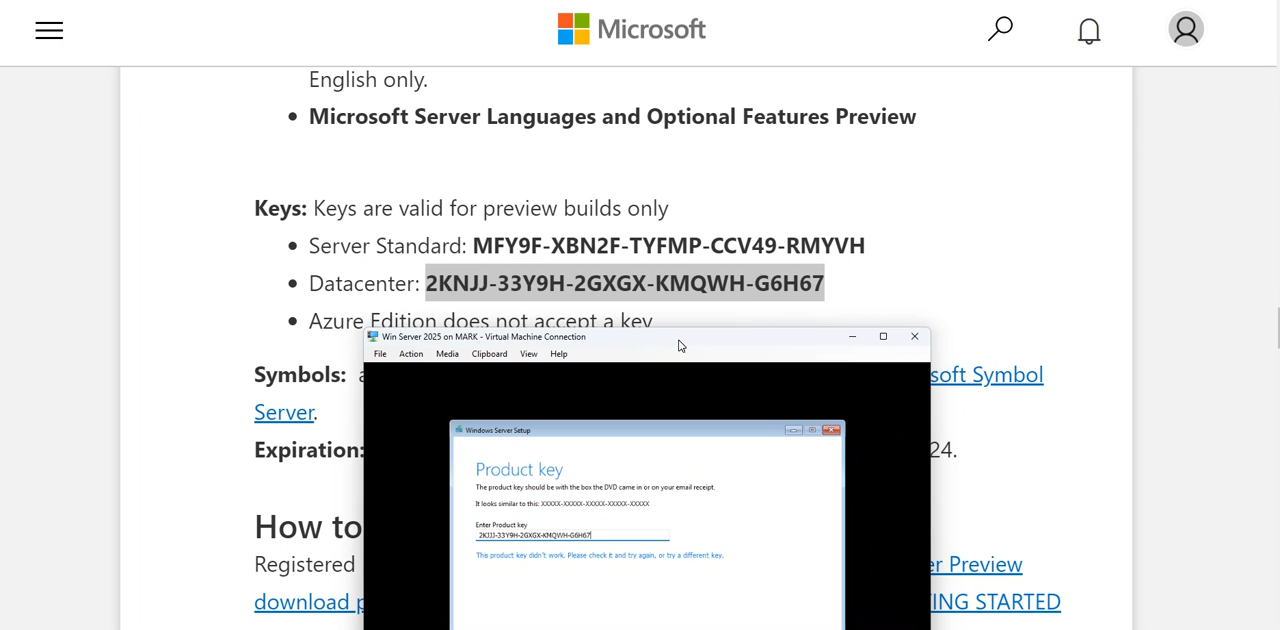 Microsoft
English only.
• Microsoft Server Languages and Optional Features Preview
Keys: Keys are valid for preview builds only
• Server Standard: MFY9F-XBN2F-TYFMP-CCV49-RMYVH
• Datacenter: 2KNJJ-33Y9H-2GXGX-KMQWH-G6H67
• Azure Edition does not accept a key
Win Server 2025 on MARK - Virtual Machine Connection
File Action Media Clipboard View Help
Symbols: soft Symbol
Server.
Expiration: 24.
Windows Server Setup
Product key
The product key should be with the box the DVD came in or on your email receipt.
It looks similar to this: XXXXX-XXXXX-XXXXX-XXXXX-XXXXX
Enter Product key
2KJJJ-33Y9H-2GXGX-KMQWH-G6H67
This product key didn't work. Please check it and try again, or try a different key.
How to
Registered er Preview
download TING STARTED